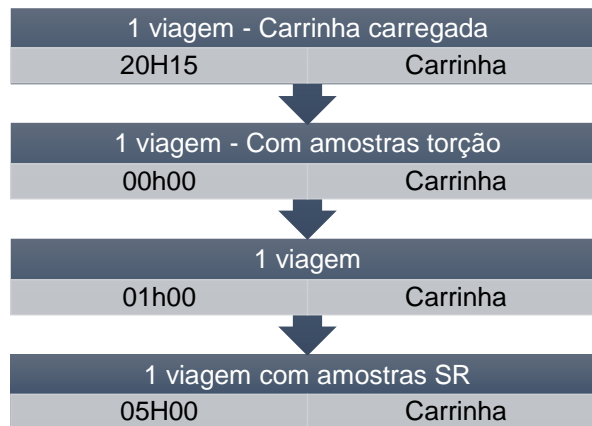 1 viagem - Carrinha carregada
20H15 Carrinha
1 viagem - Com amostras torção
00h00 Carrinha
1 viagem
01h00 Carrinha
1 viagem com amostras SR
05H00 Carrinha